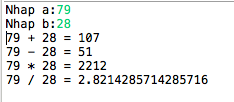 Nhap a:79
Nhap b:28
79 + 28 = 107
79 - 28 = 51
79 * 28 = 2212
79 / 28 = 2.8214285714285716